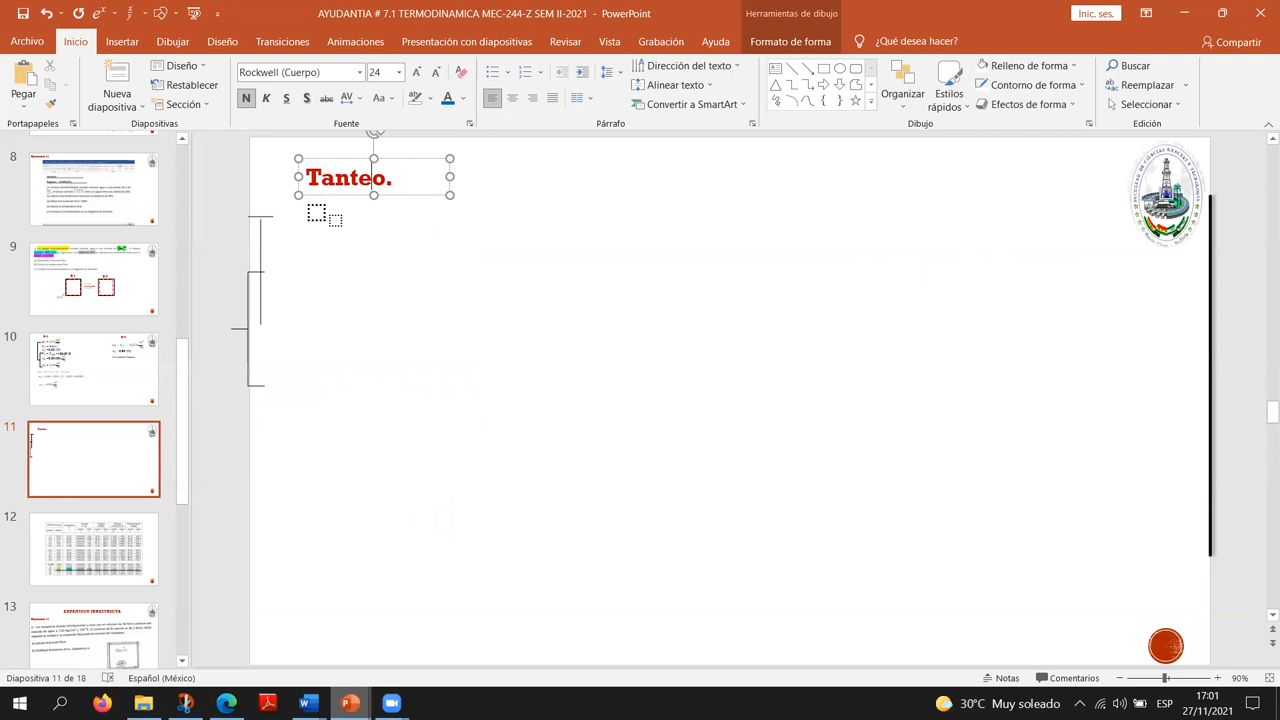 AYUDANTIA # 7.1 TERMODINAMICA MEC-244-Z SEM II-2021 - PowerPoint
Herramientas de dibujo
Inic. ses.
Archivo Inicio Insertar Dibujar Diseño Transiciones Animaciones Presentación con diapositivas Revisar Vista Grabación Ayuda Formato de forma ¿Qué desea hacer? Compartir
Pegar
Nueva diapositiva
Diseño
Restablecer
Sección
Rockwell (Cuerpo) 24
N K S S abc AV Aa A
Dirección del texto
Alinear texto
Convertir a SmartArt
Organizar
Estilos rápidos
Relleno de forma
Contorno de forma
Efectos de forma
Buscar
Reemplazar
Seleccionar
Portapapeles Diapositivas Fuente Párrafo Dibujo Edición
8
9
10
11
12
13
EXPANSION IRRESTRICTA
Tanteo.
Diapositiva 11 de 18 Español (México) Notas Comentarios 90%
30°C Muy soleado ESP 17:01
27/11/2021